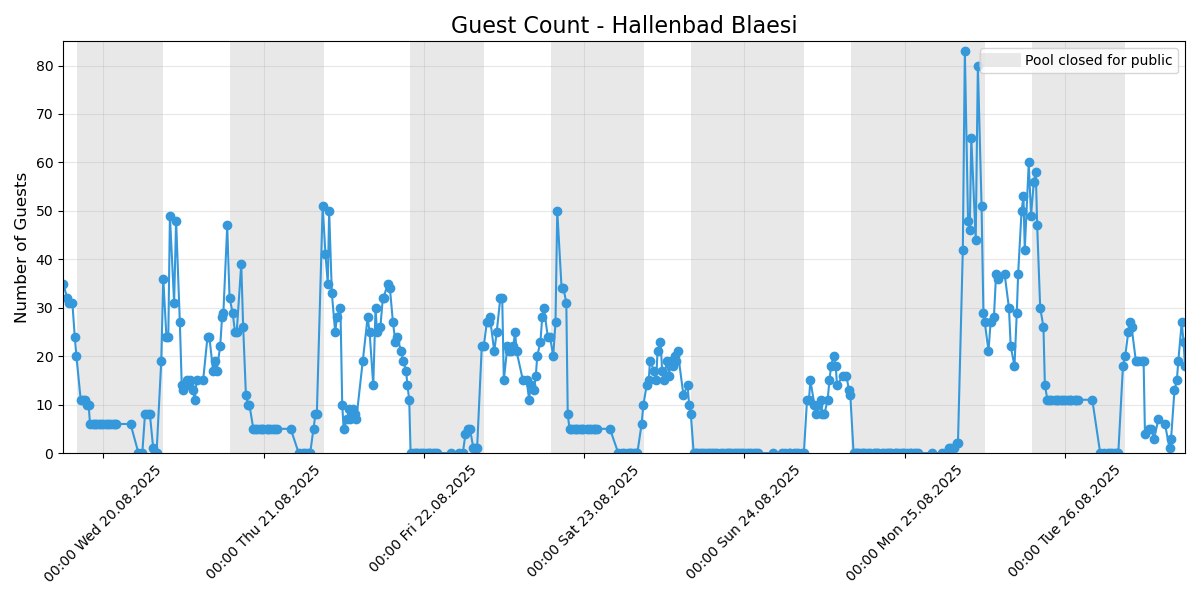 Guest Count - Hallenbad Blaesi
Pool closed for public
Number of Guests
80
70
60
50
40
30
20
10
0
00:00 Wed 20.08.2025
00:00 Thu 21.08.2025
00:00 Fri 22.08.2025
00:00 Sat 23.08.2025
00:00 Sun 24.08.2025
00:00 Mon 25.08.2025
00:00 Tue 26.08.2025